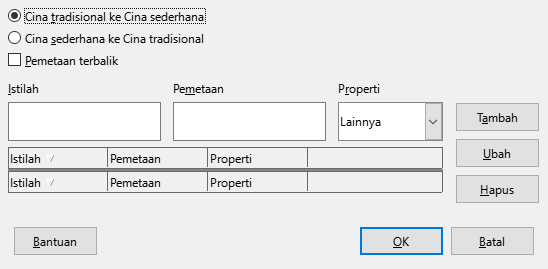 Cina tradisional ke Cina sederhana
Cina sederhana ke Cina tradisional
Pemetaan terbalik
Istilah Pemetaan Properti
Lainnya Tambah
Istilah Pemetaan Properti Ubah
Istilah Pemetaan Properti Hapus
Bantuan OK Batal